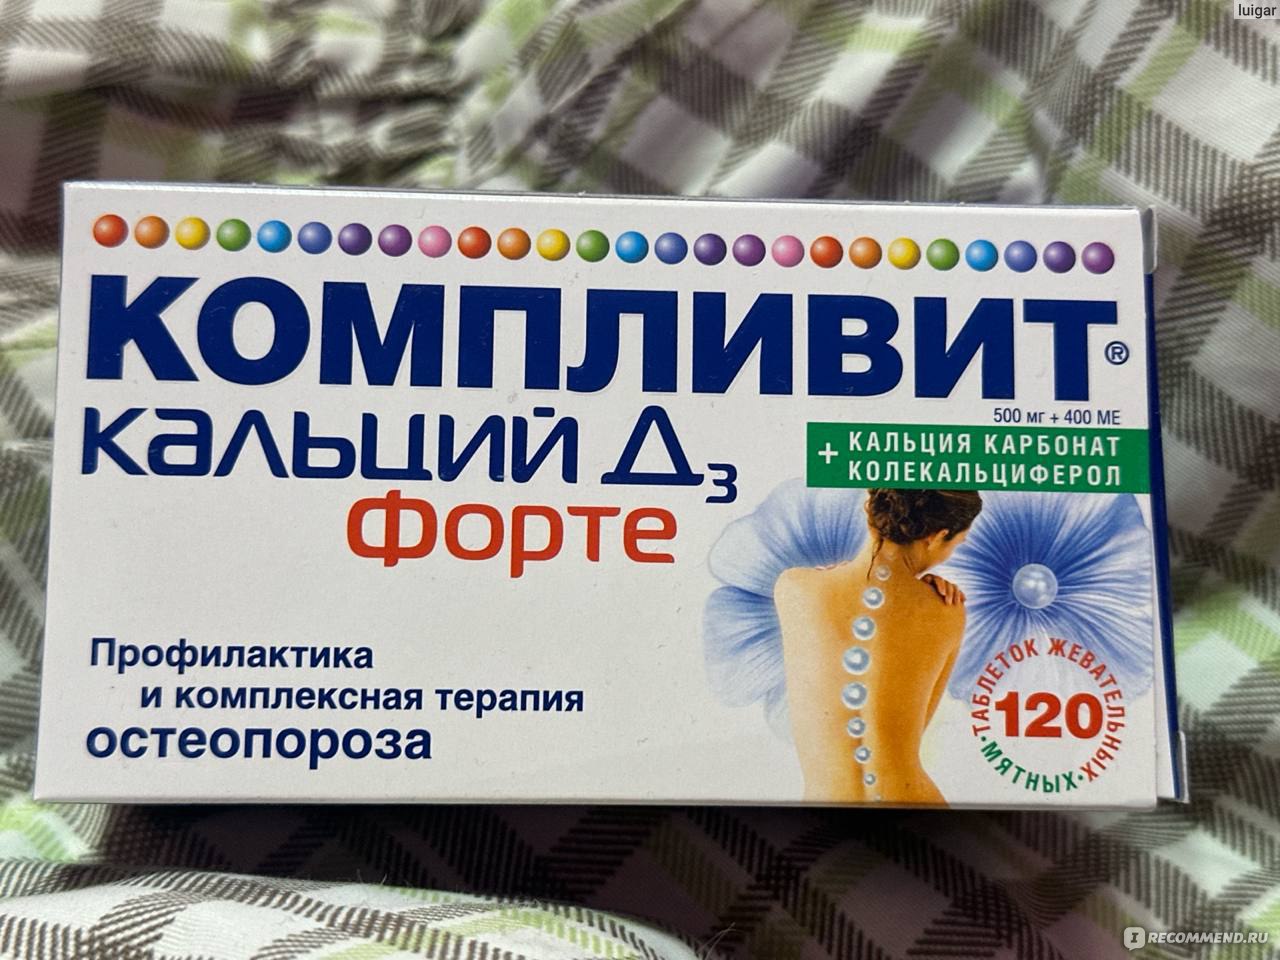 luigar
КОМПЛИВИТ®
500 мг + 400 МЕ
КАЛЬЦИЙ Д3
+ КАЛЬЦИЯ КАРБОНАТ
КОЛЕКАЛЬЦИФЕРОЛ
ФОРТЕ
Профилактика
и комплексная терапия
остеопороза
ТАБЛЕТОК ЖЕВАТЕЛЬНЫХ
120
•МЯТНЫХ•
IRECOMMEND.RU